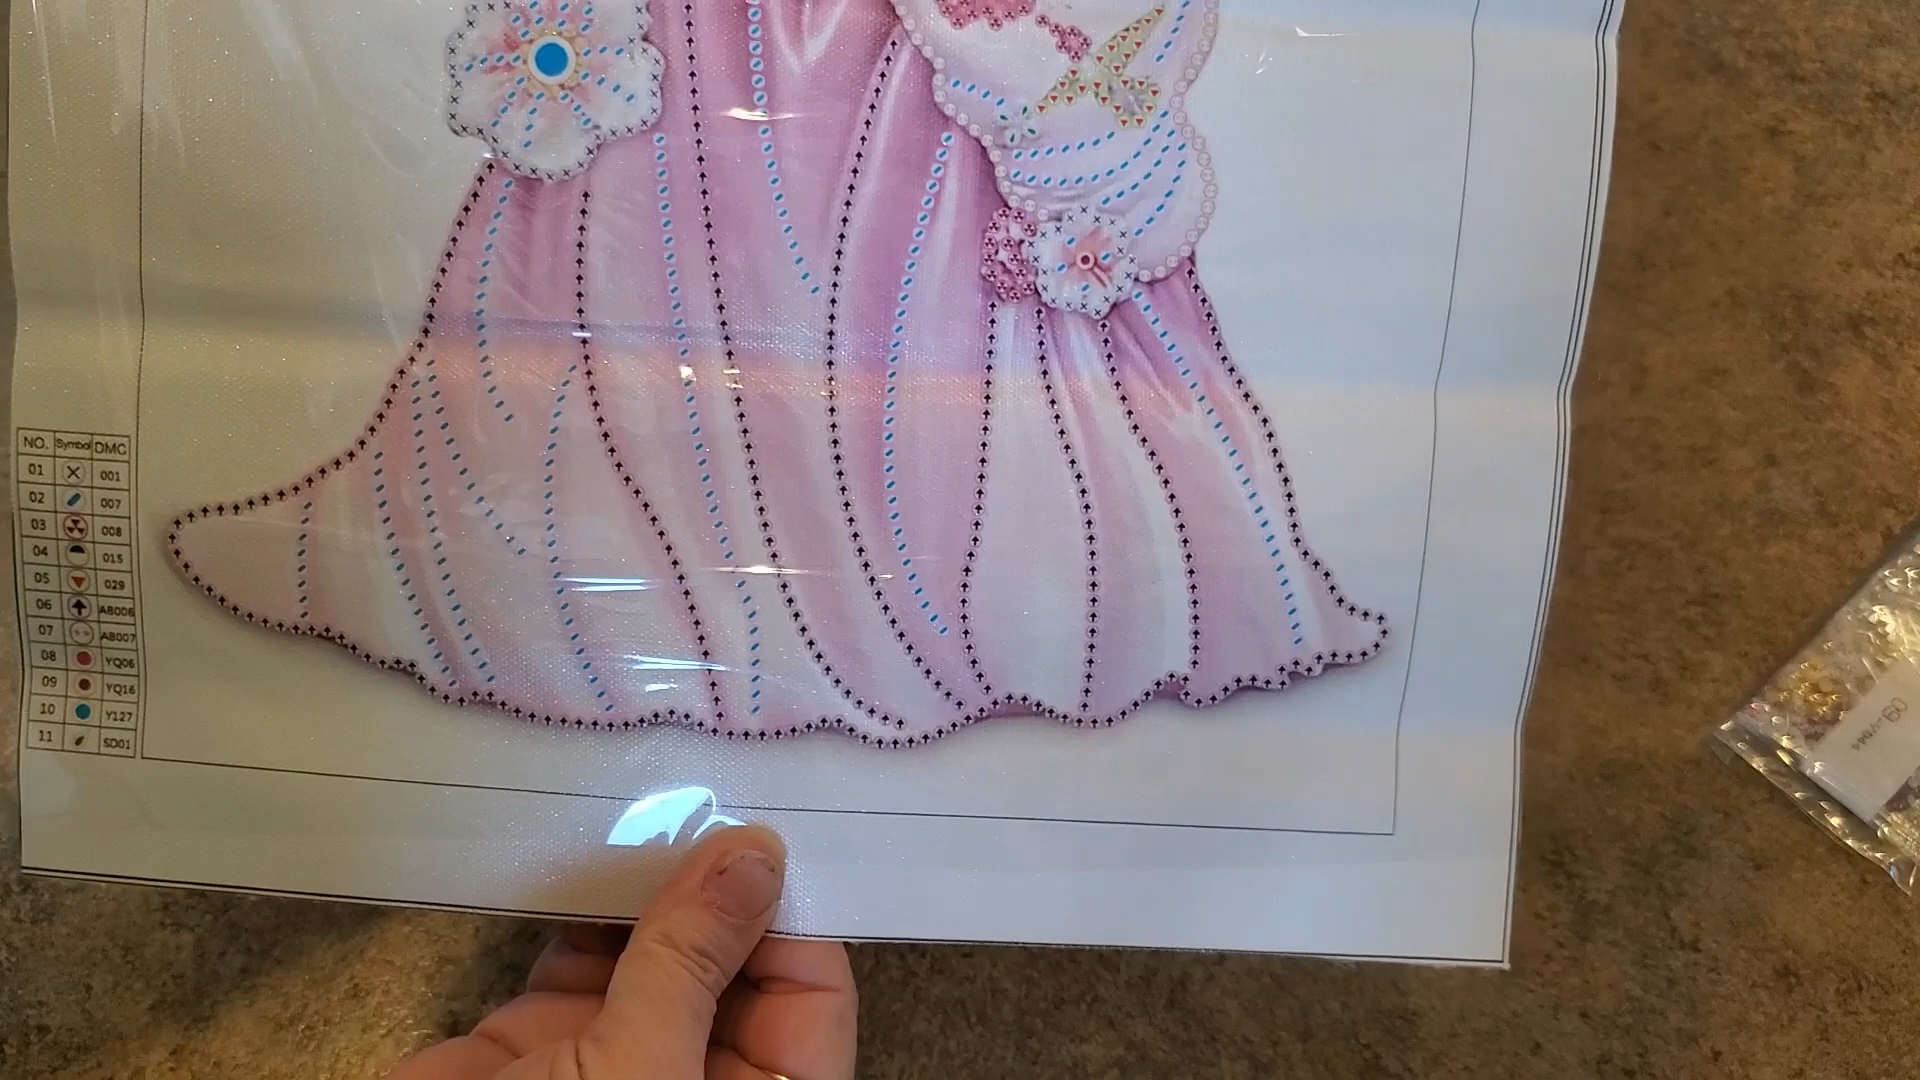 NO. Symbol DMC
01 001
02 007
03 008
04 015
05 029
06 AB006
07 AB007
08 YQ06
09 YQ16
10 Y127
11 SD01